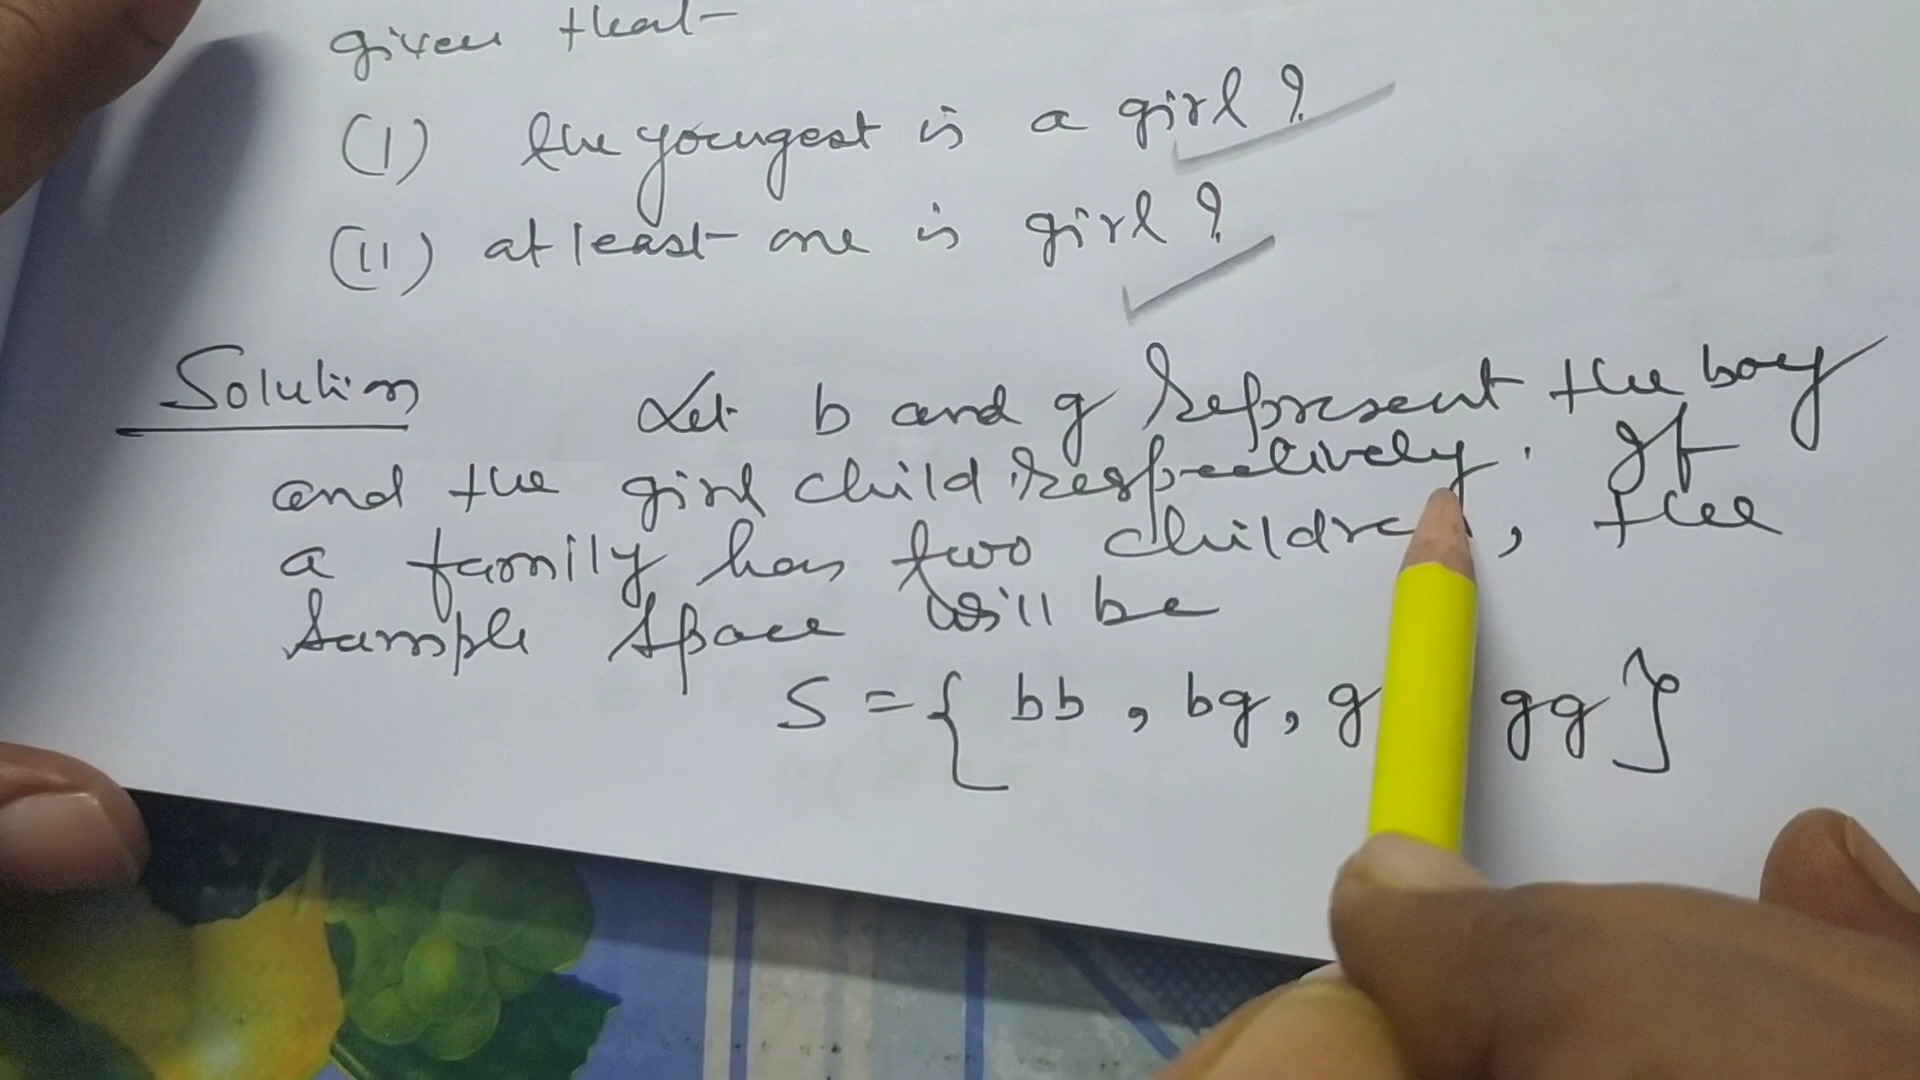 given that
(I) the youngest is a girl?
(II) at least one is girl?
Solution Let b and g represent the boy
and the girl child respectively. If
a family has two children, the
Sample space will be
S = { bb, bg, g gg }